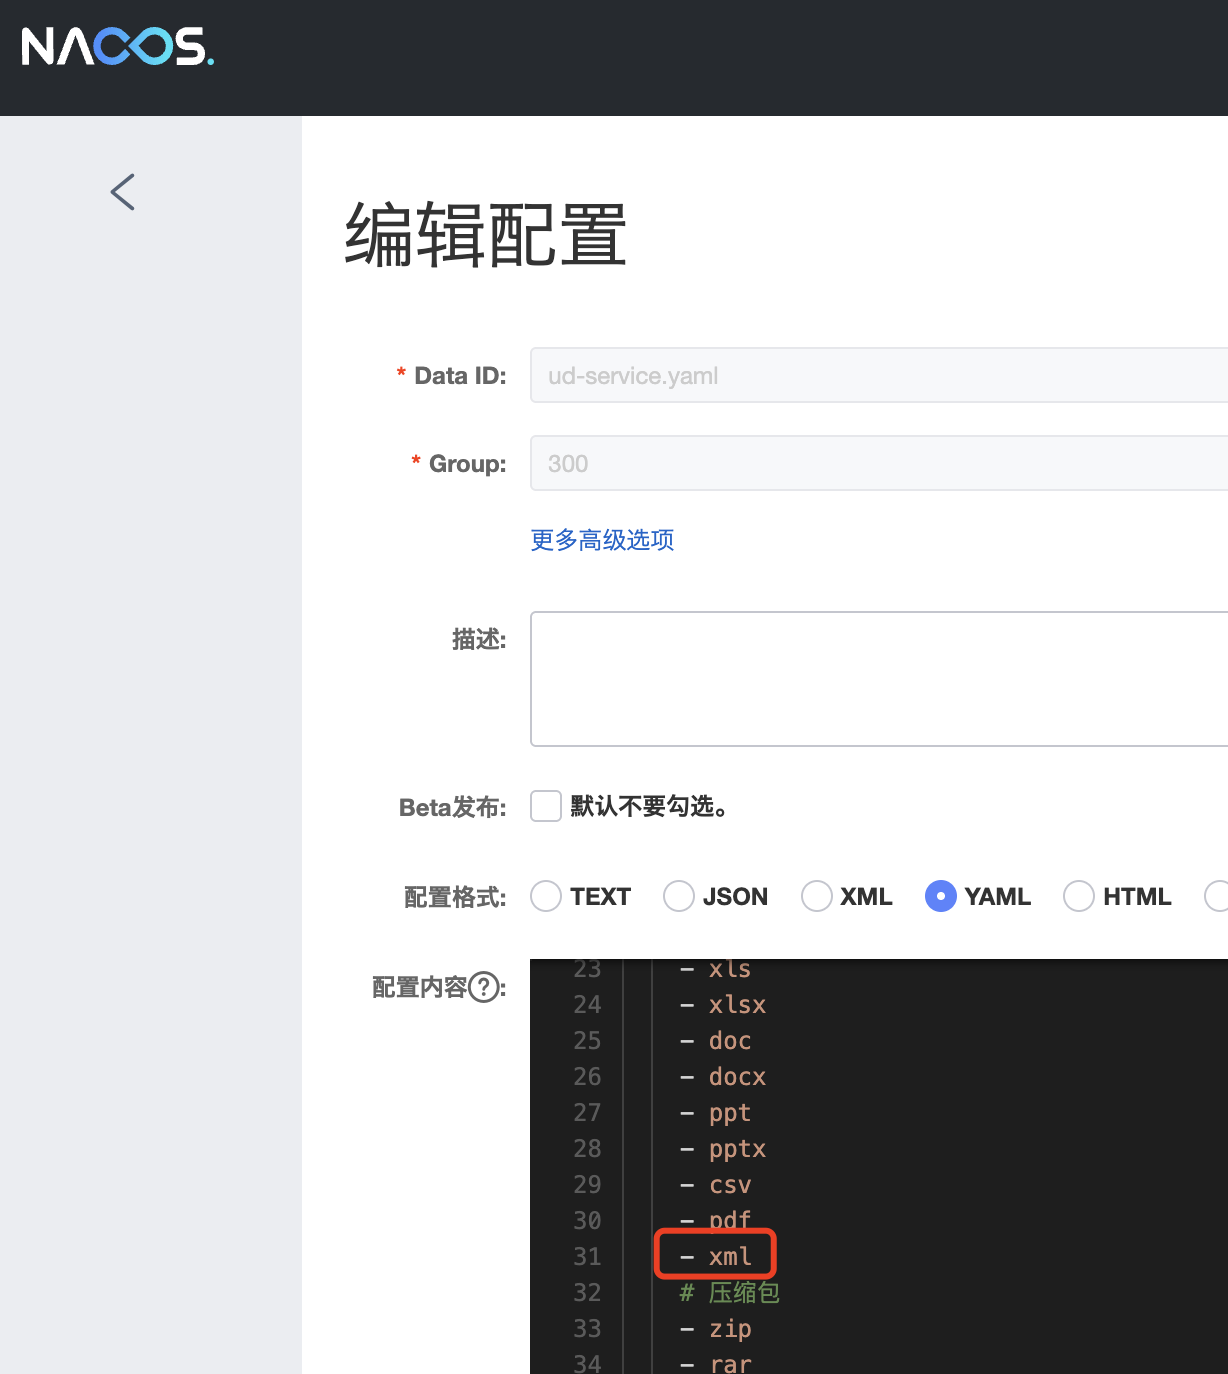 NACOS.
编辑配置
* Data ID: ud-service.yaml
* Group: 300
更多高级选项
描述:
Beta发布: 默认不要勾选。
配置格式: TEXT JSON XML YAML HTML
配置内容?:
23 - xls
24 - xlsx
25 - doc
26 - docx
27 - ppt
28 - pptx
29 - csv
30 - pdf
31 - xml
32 # 压缩包
33 - zip
34 - rar